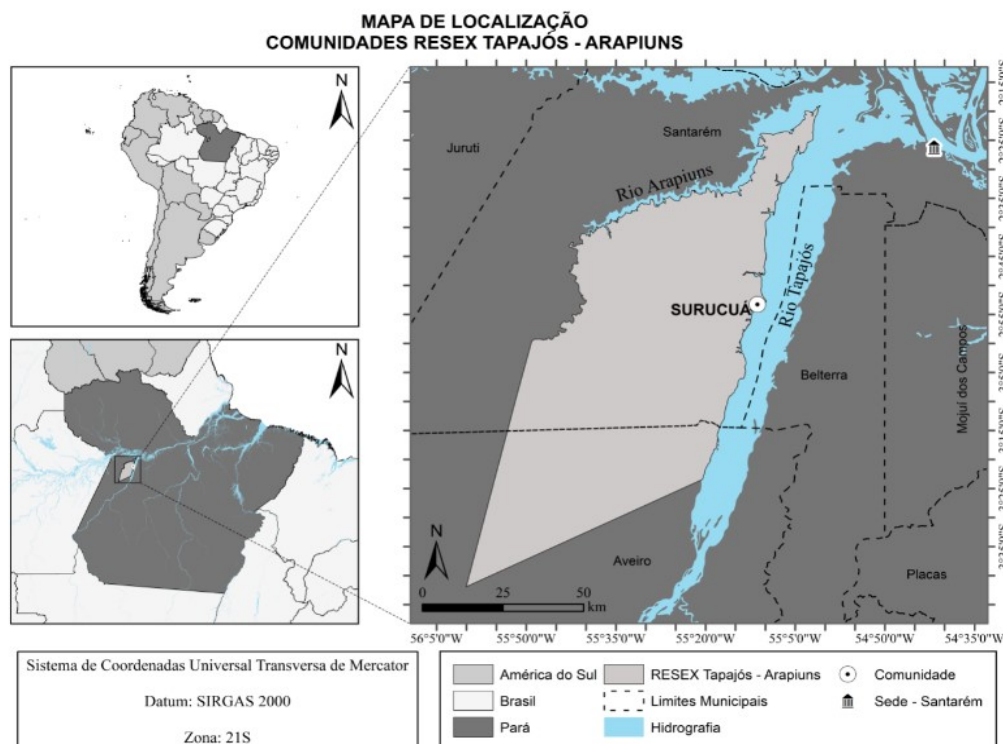 MAPA DE LOCALIZAÇÃO
COMUNIDADES RESEX TAPAJÓS - ARAPIUNS
N
N
Juruti
Santarém
Rio Arapiuns
SURUCUÁ
Rio Tapajós
Belterra
Mojuí dos Campos
Aveiro
Placas
N
0 25 50
km
56°5'0"W 55°50'0"W 55°35'0"W 55°20'0"W 55°5'0"W 54°50'0"W 54°35'0"W
Sistema de Coordenadas Universal Transversa de Mercator
Datum: SIRGAS 2000
Zona: 21S
América do Sul
Brasil
Pará
RESEX Tapajós - Arapiuns
Limites Municipais
Hidrografia
Comunidade
Sede - Santarém